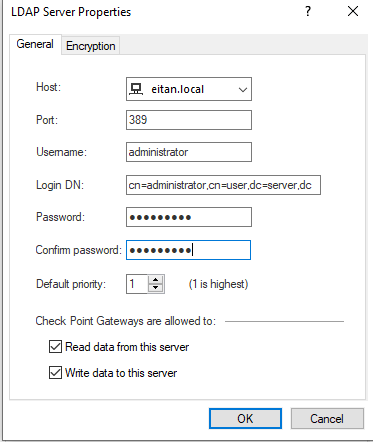 LDAP Server Properties
General Encryption
Host: eitan.local
Port: 389
Username: administrator
Login DN: cn=administrator,cn=user,dc=server,dc
Password: ●●●●●●●●●
Confirm password: ●●●●●●●●●
Default priority: 1 (1 is highest)
Check Point Gateways are allowed to:
Read data from this server
Write data to this server
OK Cancel